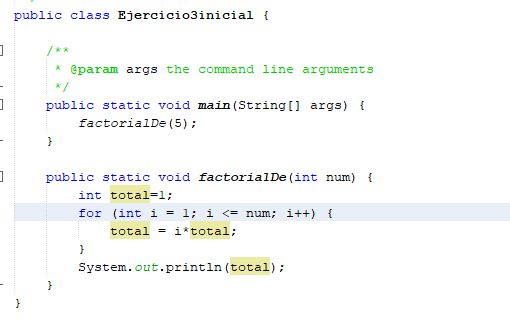 public class Ejercicio3inicial {
/**
* @param args the command line arguments
*/
public static void main(String[] args) {
factorialDe(5);
}
public static void factorialDe(int num) {
int total=1;
for (int i = 1; i <= num; i++) {
total = i*total;
}
System.out.println(total);
}
}